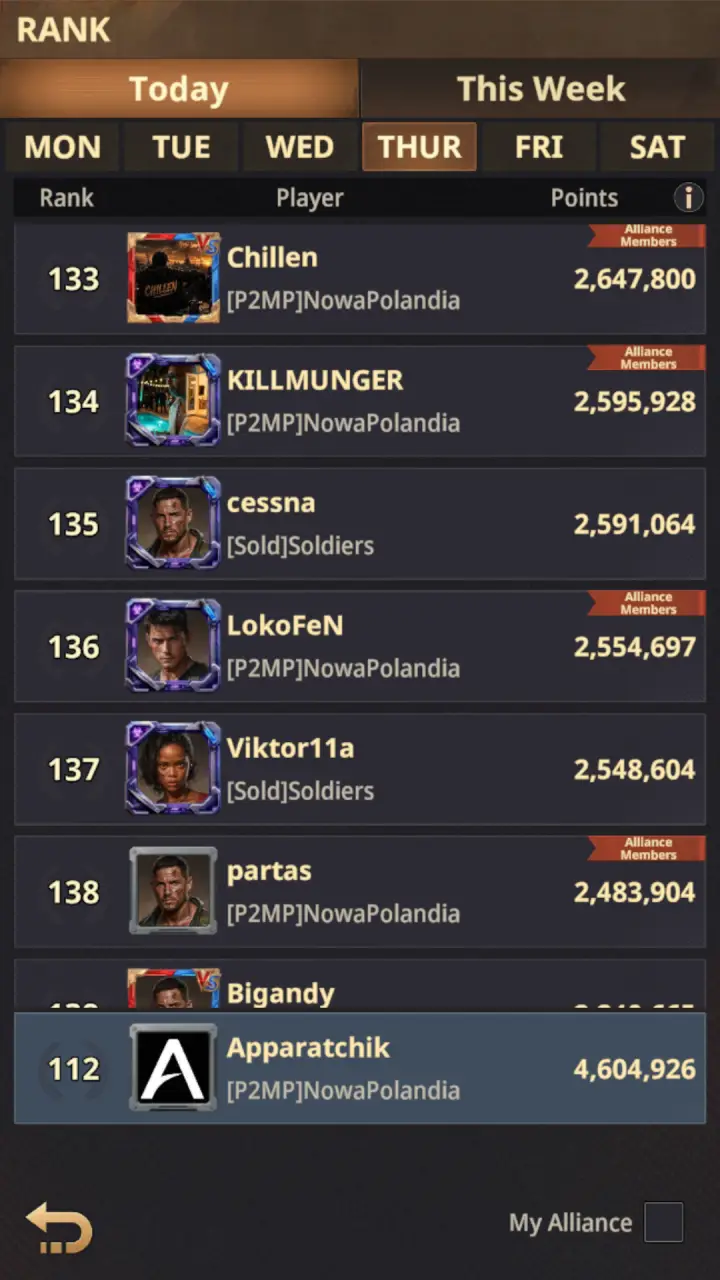 RANK
Today
This Week
MON
TUE
WED
THUR
FRI
SAT
Rank
Player
Points
i
Alliance
Members
133
CHILLEN
VS
Chillen
[P2MP]NowaPolandia
2,647,800
Alliance
Members
134
KILLMUNGER
[P2MP]NowaPolandia
2,595,928
135
cessna
[Sold]Soldiers
2,591,064
Alliance
Members
136
LokoFeN
[P2MP]NowaPolandia
2,554,697
137
Viktor11a
[Sold]Soldiers
2,548,604
Alliance
Members
138
partas
[P2MP]NowaPolandia
2,483,904
VS
Bigandy
112
Apparatchik
[P2MP]NowaPolandia
4,604,926
My Alliance